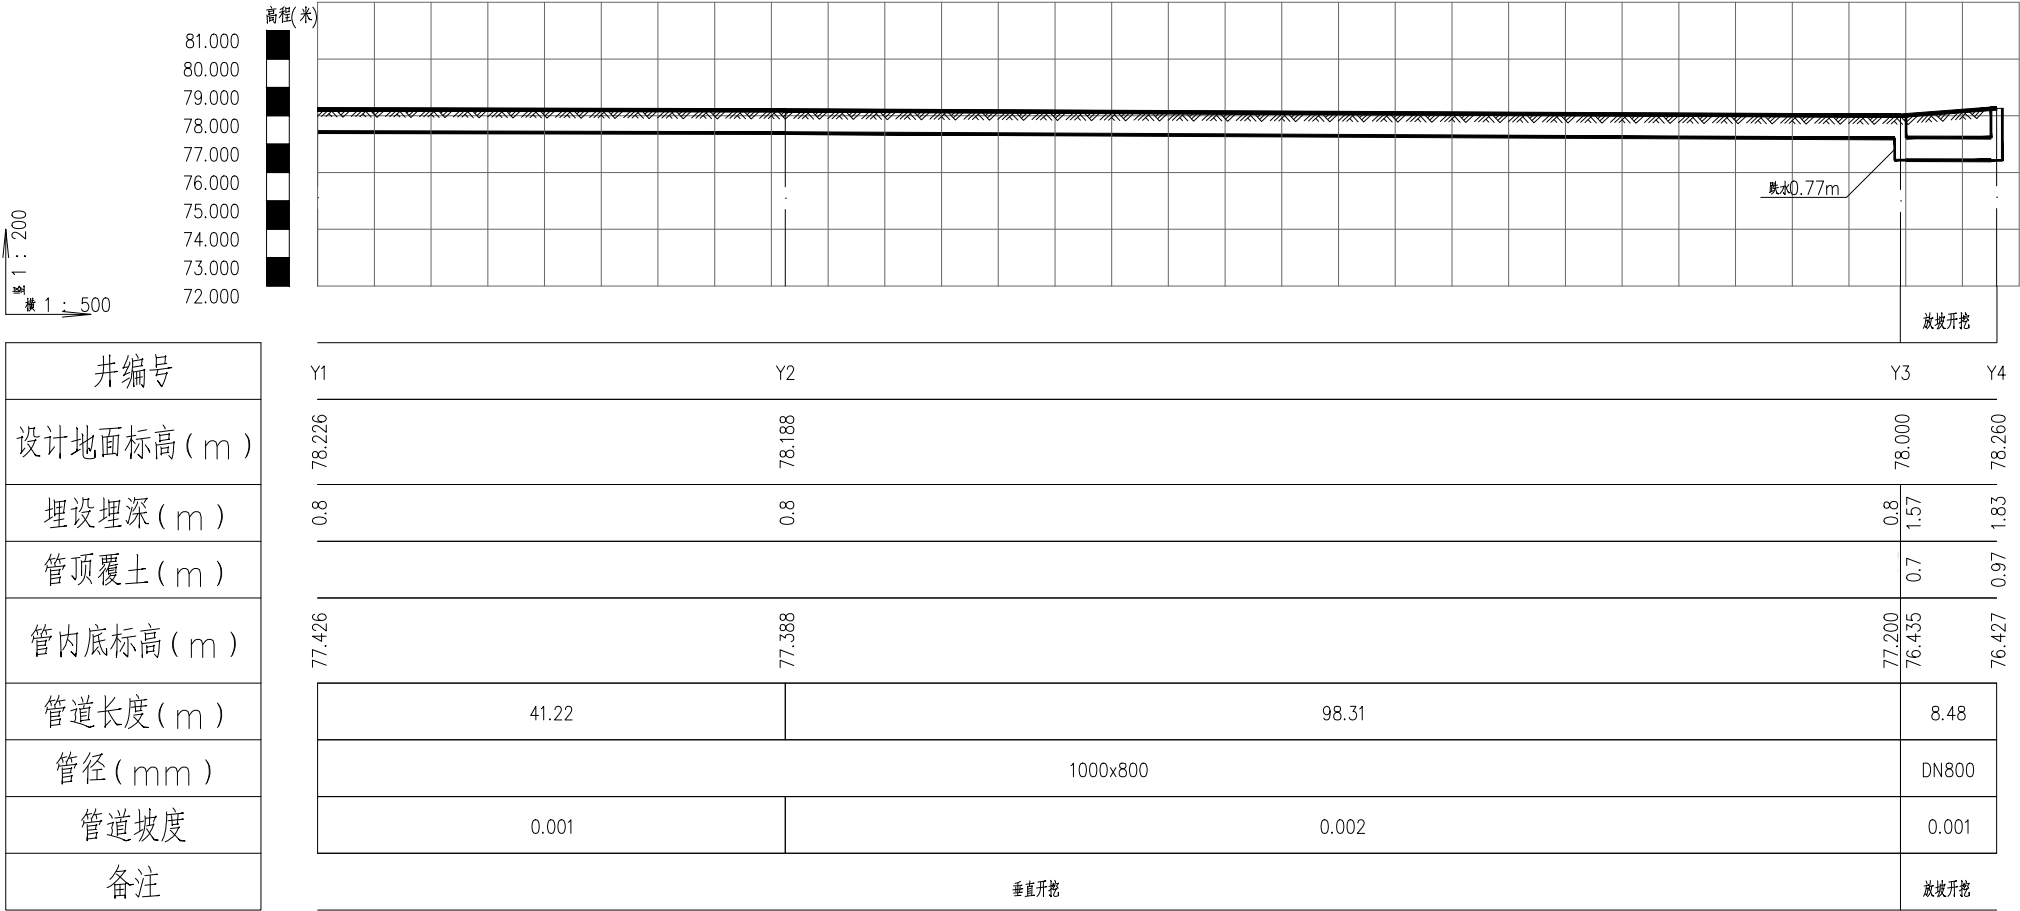 高程(米)
81.000
80.000
79.000
78.000
77.000
76.000
75.000
74.000
73.000
72.000
竖 1 : 200
横 1 : 500
跌水0.77m
放坡开挖
井编号 Y1 Y2 Y3 Y4
设计地面标高(m) 78.226 78.188 78.000 78.260
埋设埋深(m) 0.8 0.8 0.8 1.57 1.83
管顶覆土(m) 0.7 0.97
管内底标高(m) 77.426 77.388 77.200 76.435 76.427
管道长度(m) 41.22 98.31 8.48
管径(mm) 1000x800 DN800
管道坡度 0.001 0.002 0.001
备注 垂直开挖 放坡开挖